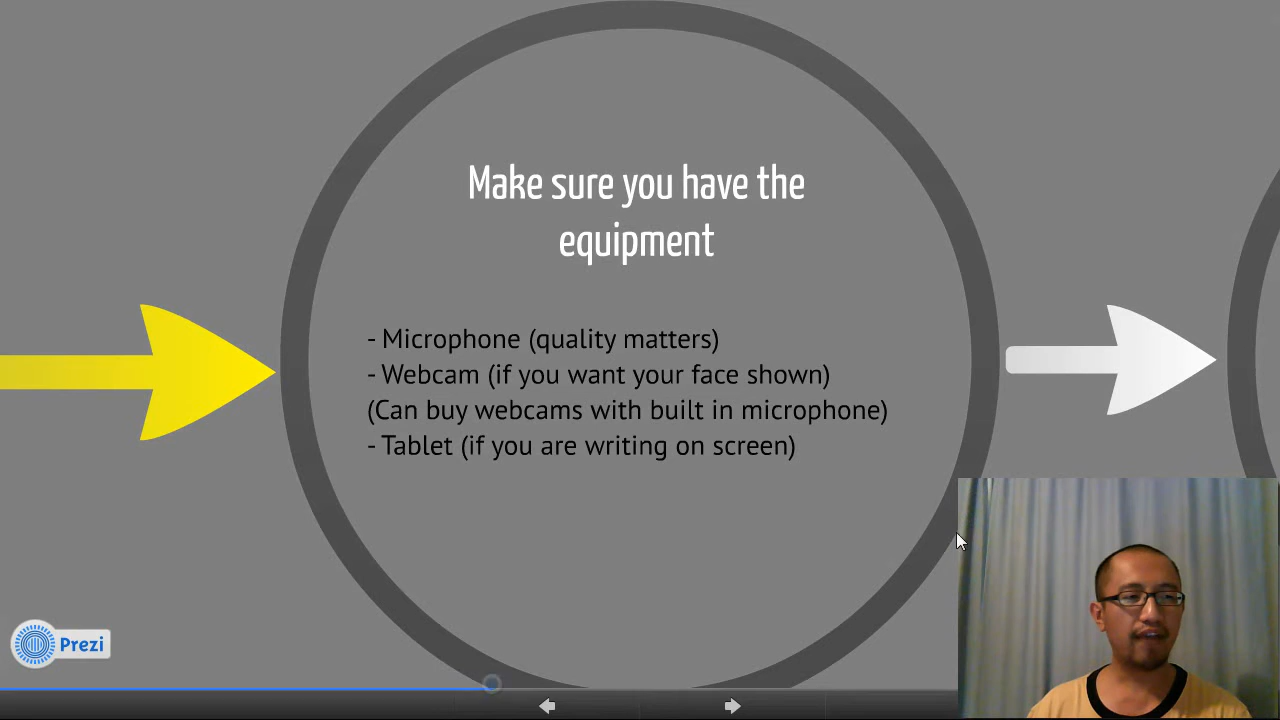 Make sure you have the
equipment
- Microphone (quality matters)
- Webcam (if you want your face shown)
(Can buy webcams with built in microphone)
- Tablet (if you are writing on screen)
Prezi